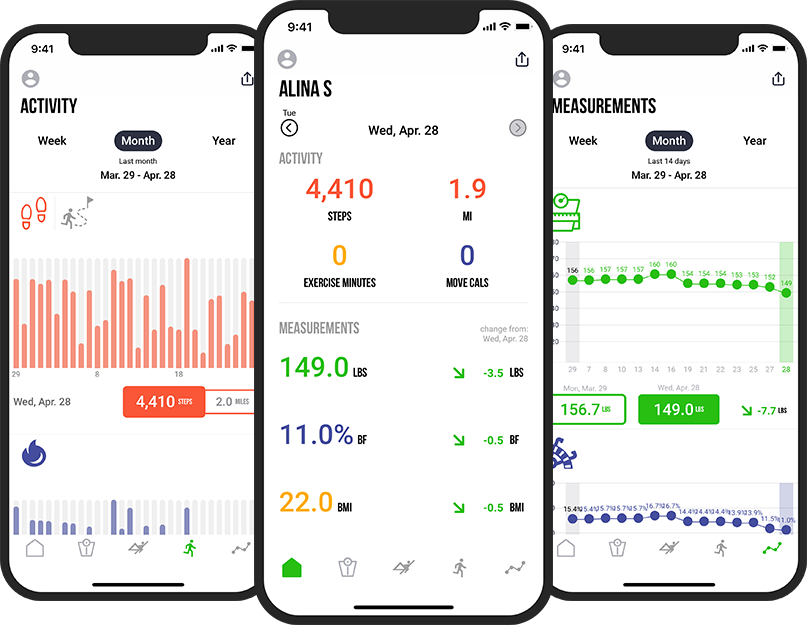 9:41
ACTIVITY
Week Month Year
Last month
Mar. 29 - Apr. 28
29 8 18
Wed, Apr. 28 4,410 STEPS 2.0 MILES
9:41
ALINA S
Tue
Wed, Apr. 28
ACTIVITY
4,410 1.9
STEPS MI
0 0
EXERCISE MINUTES MOVE CALS
MEASUREMENTS change from:
Wed, Apr. 28
149.0 LBS -3.5 LBS
11.0% BF -0.5 BF
22.0 BMI -0.5 BMI
9:41
MEASUREMENTS
Week Month Year
Last 14 days
Mar. 29 - Apr. 28
156 156 157 157 157 160 160 154 154 154 153 153 152 149
29 7 8 10 13 14 16 19 21 22 23 25 27 28
Mon, Mar. 29 Wed, Apr. 28
156.7 LBS 149.0 LBS -7.7 LBS
15.4% 15.4% 15.7% 15.7% 15.7% 16.7% 16.7% 14.4% 14.4% 14.4% 13.9% 13.9% 11.5% 11.0%